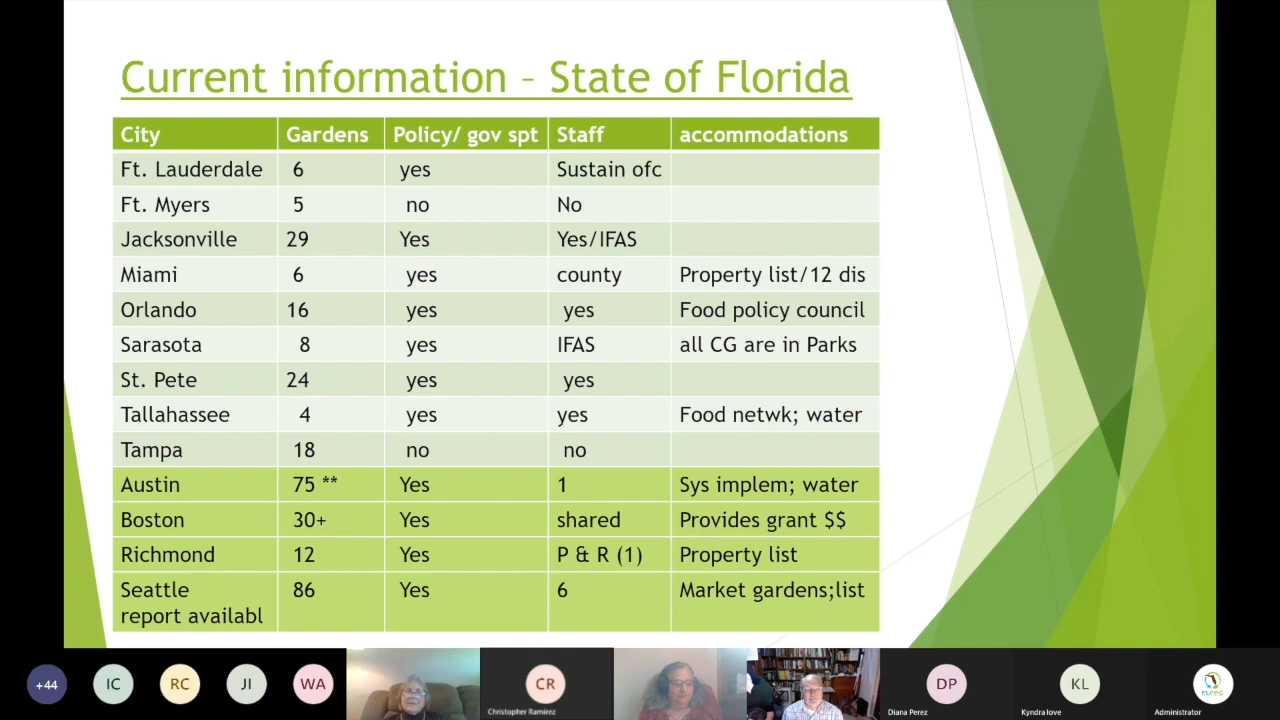 Current information – State of Florida
City Gardens Policy/ gov spt Staff accommodations
Ft. Lauderdale 6 yes Sustain ofc
Ft. Myers 5 no No
Jacksonville 29 Yes Yes/IFAS
Miami 6 yes county Property list/12 dis
Orlando 16 yes yes Food policy council
Sarasota 8 yes IFAS all CG are in Parks
St. Pete 24 yes yes
Tallahassee 4 yes yes Food netwk; water
Tampa 18 no no
Austin 75 ** Yes 1 Sys implem; water
Boston 30+ Yes shared Provides grant $$
Richmond 12 Yes P & R (1) Property list
Seattle 86 Yes 6 Market gardens;list
report availabl
+44 IC RC JI WA CR DP KL FLFPC
Christopher Ramirez Diana Perez Kyndra love Administrator